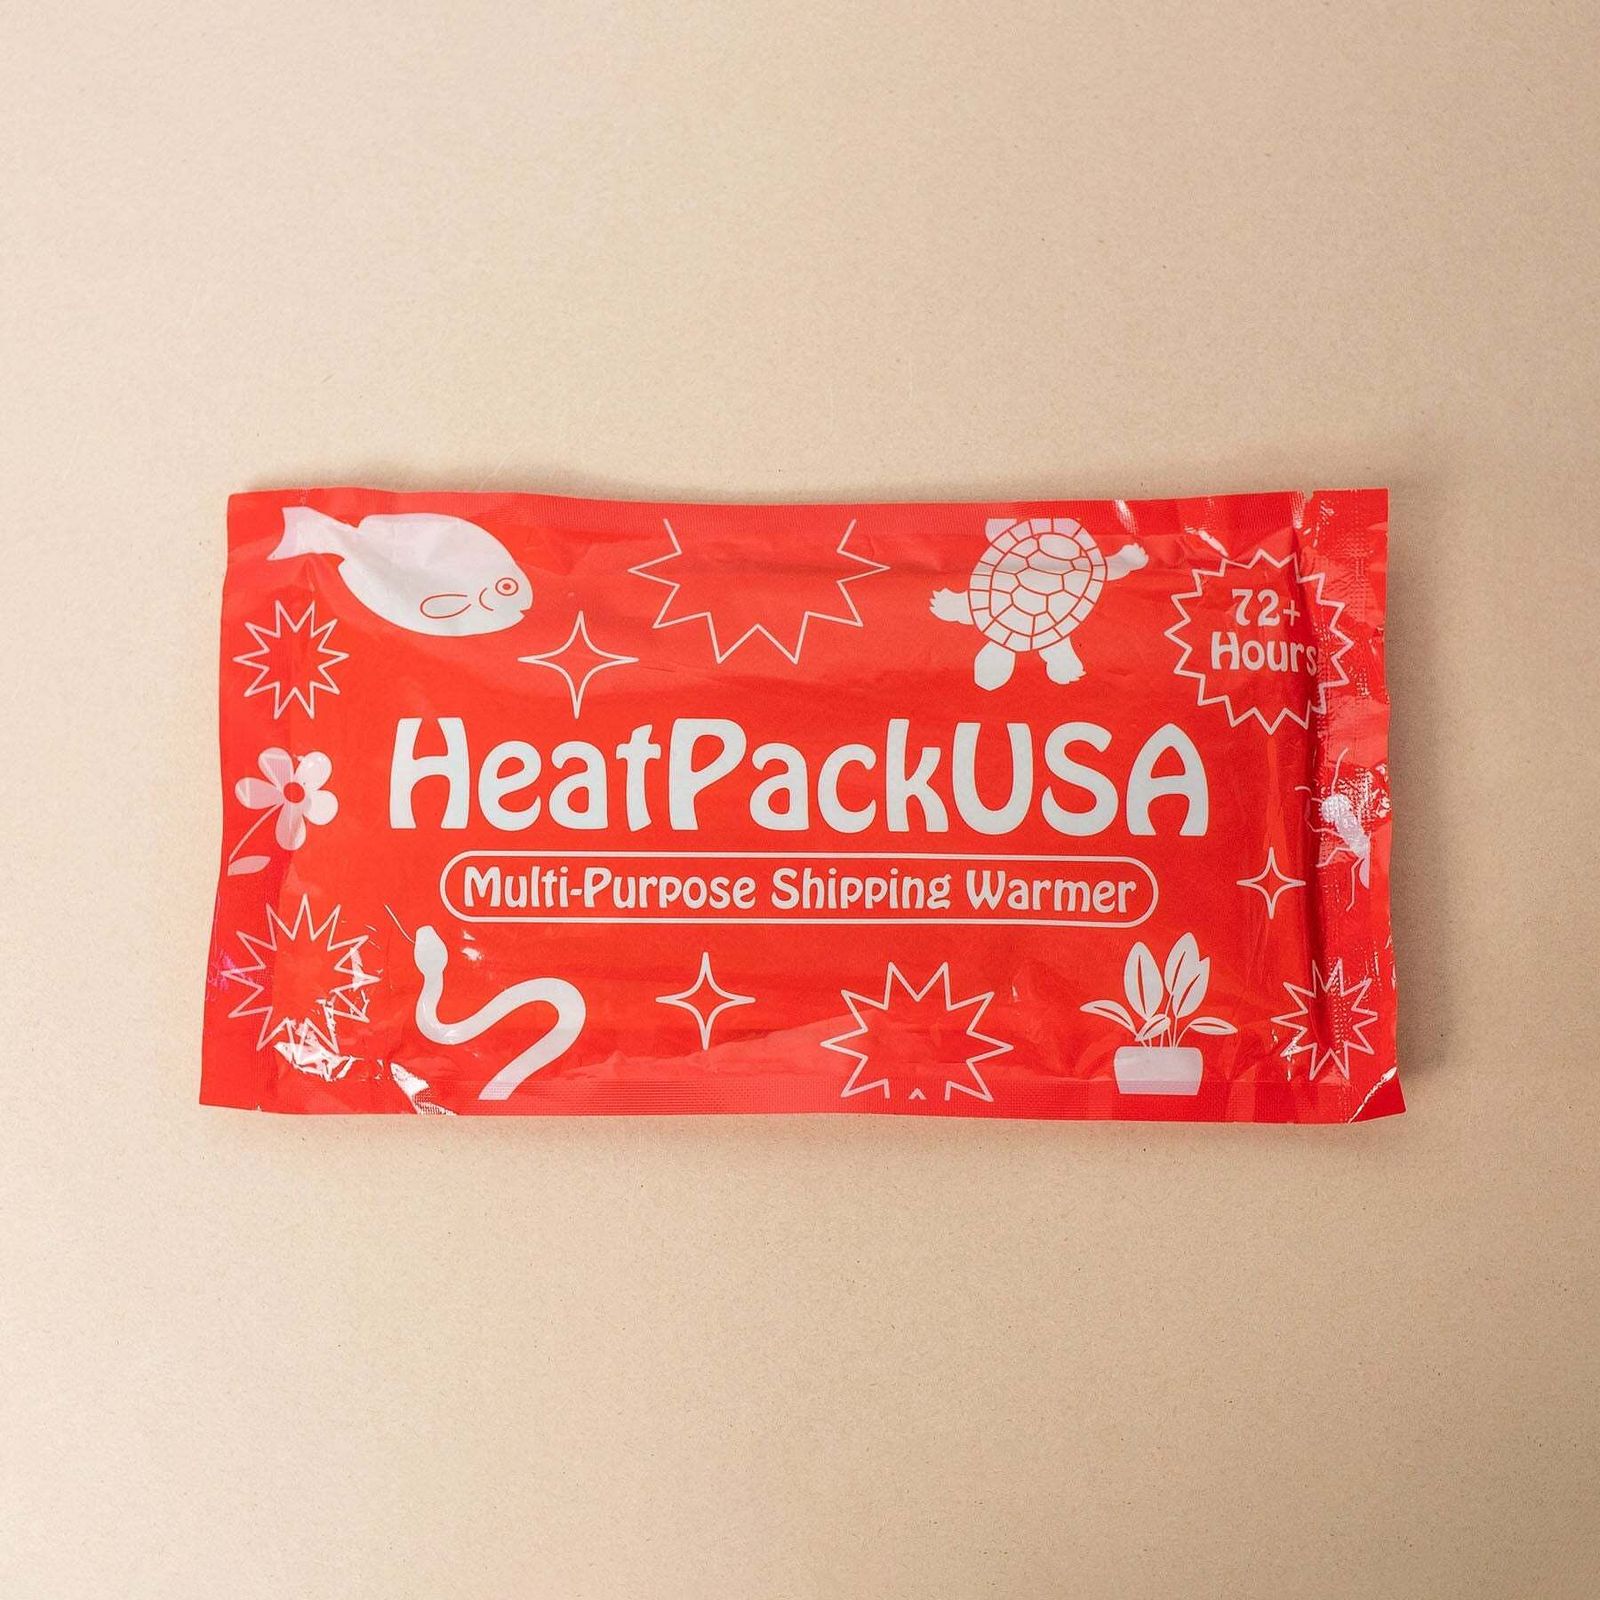 72+
Hours
HeatPackUSA
Multi-Purpose Shipping Warmer